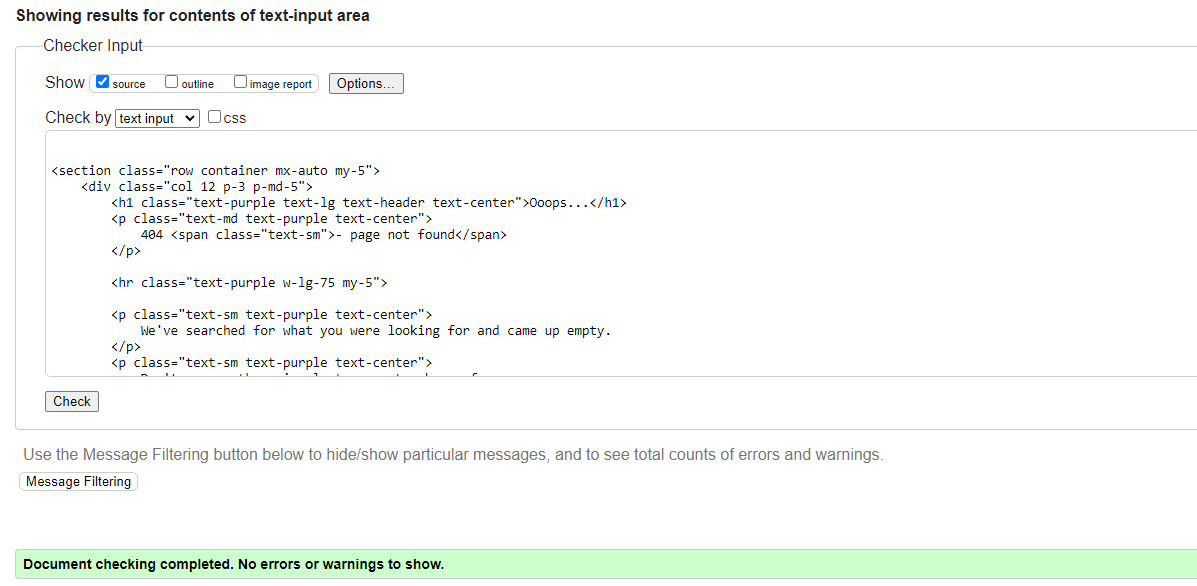 Showing results for contents of text-input area
Checker Input
Show source outline image report Options...
Check by text input css
<section class="row container mx-auto my-5">
<div class="col 12 p-3 p-md-5">
<h1 class="text-purple text-lg text-header text-center">Ooops...</h1>
<p class="text-md text-purple text-center">
404 <span class="text-sm">- page not found</span>
</p>
<hr class="text-purple w-lg-75 my-5">
<p class="text-sm text-purple text-center">
We've searched for what you were looking for and came up empty.
</p>
<p class="text-sm text-purple text-center">
Check
Use the Message Filtering button below to hide/show particular messages, and to see total counts of errors and warnings.
Message Filtering
Document checking completed. No errors or warnings to show.